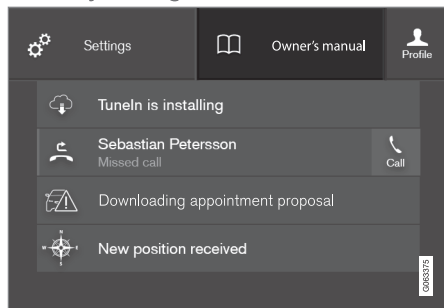 Settings
Owner's manual
Profile
TuneIn is installing
Sebastian Petersson
Missed call
Call
Downloading appointment proposal
New position received
G063375